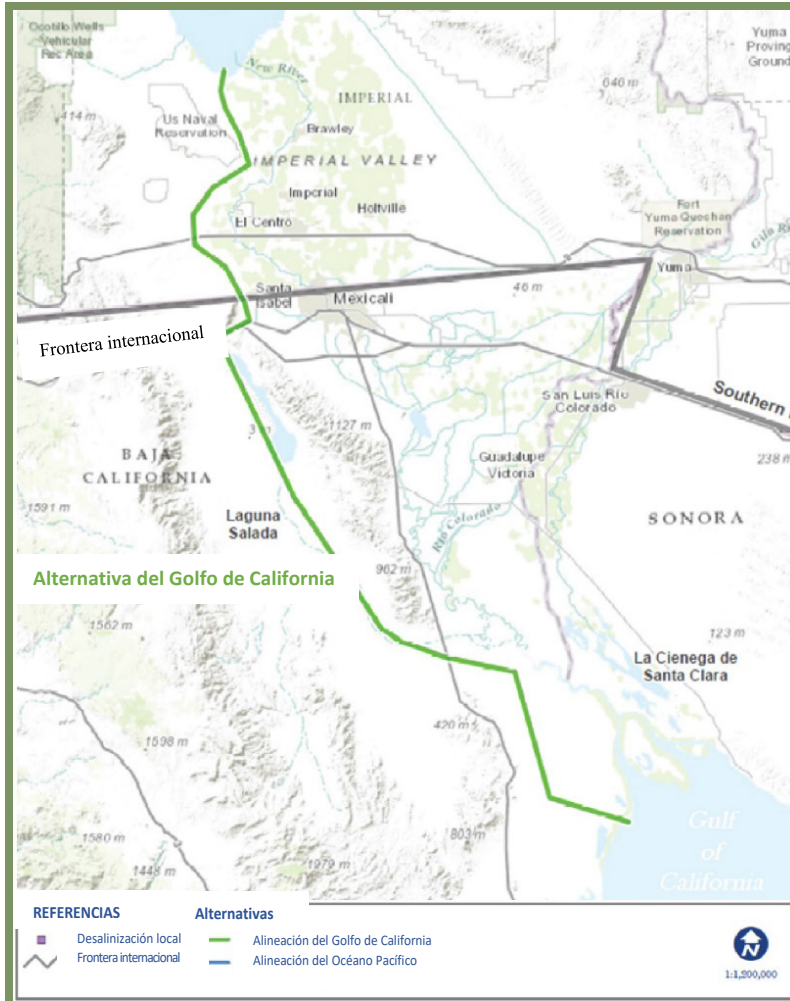 Ocotillo Wells
Vehicular
Rec Area
Yuma
Proving
Ground
New River
646 m
IMPERIAL
414 m
Us Naval
Reservation
Brawley
IMPERIAL VALLEY
Imperial
Holtville
El Centro
Fort
Yuma Quechan
Reservation
Gila Ri
Yuma
Santa
Isabel
46 m
Mexicali
Frontera internacional
San Luis Río
Colorado
Southern
3 m
1127 m
BAJA
CALIFORNIA
Guadalupe
Victoria
238 m
1591 m
Laguna
Salada
Río Colorado
SONORA
Alternativa del Golfo de California
962 m
1562 m
123 m
La Cienega de
Santa Clara
420 m
1598 m
Gulf
of
California
1580 m
803 m
1448 m
1979 m
REFERENCIAS
Desalinización local
Frontera internacional
Alternativas
Alineación del Golfo de California
Alineación del Océano Pacífico
N
1:1,200,000